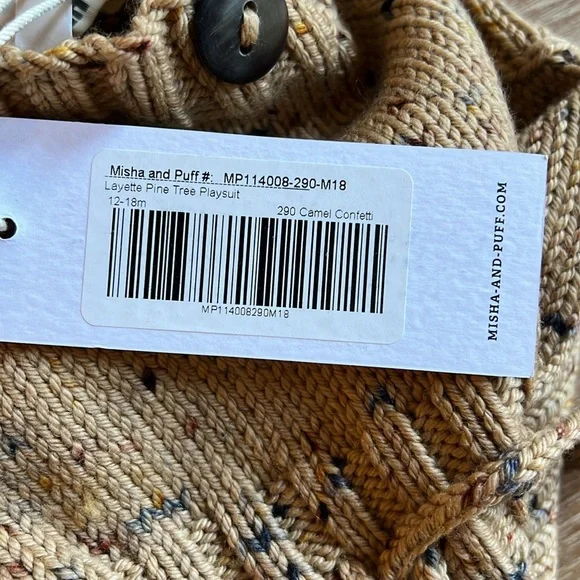 Misha and Puff #: MP114008-290-M18
Layette Pine Tree Playsuit
12-18m 290 Camel Confetti
MP114008290M18
MISHA-AND-PUFF.COM